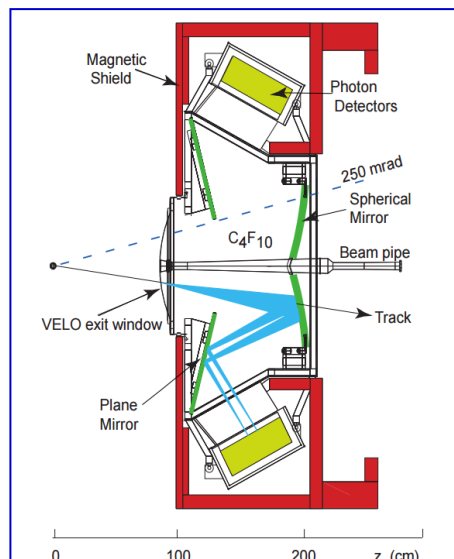 Magnetic
Shield
Photon
Detectors
250 mrad
Spherical
Mirror
C4F10
Beam pipe
VELO exit window
Track
Plane
Mirror
0 100 200 z (cm)